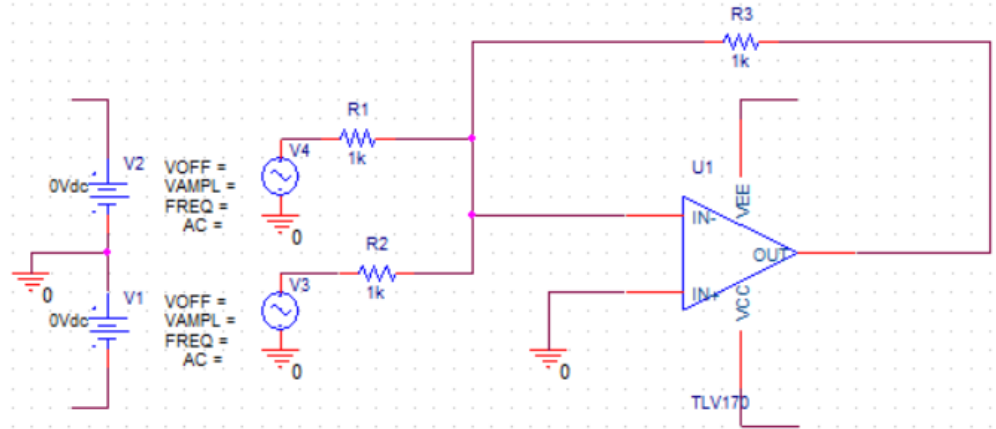 R3
1k
R1
V4
1k
V2
0Vdc
VOFF =
VAMPL =
FREQ =
AC =
0
U1
VEE
IN-
OUT
IN+
VCC
R2
V3
1k
0
V1
0Vdc
VOFF =
VAMPL =
FREQ =
AC =
0
0
TLV170